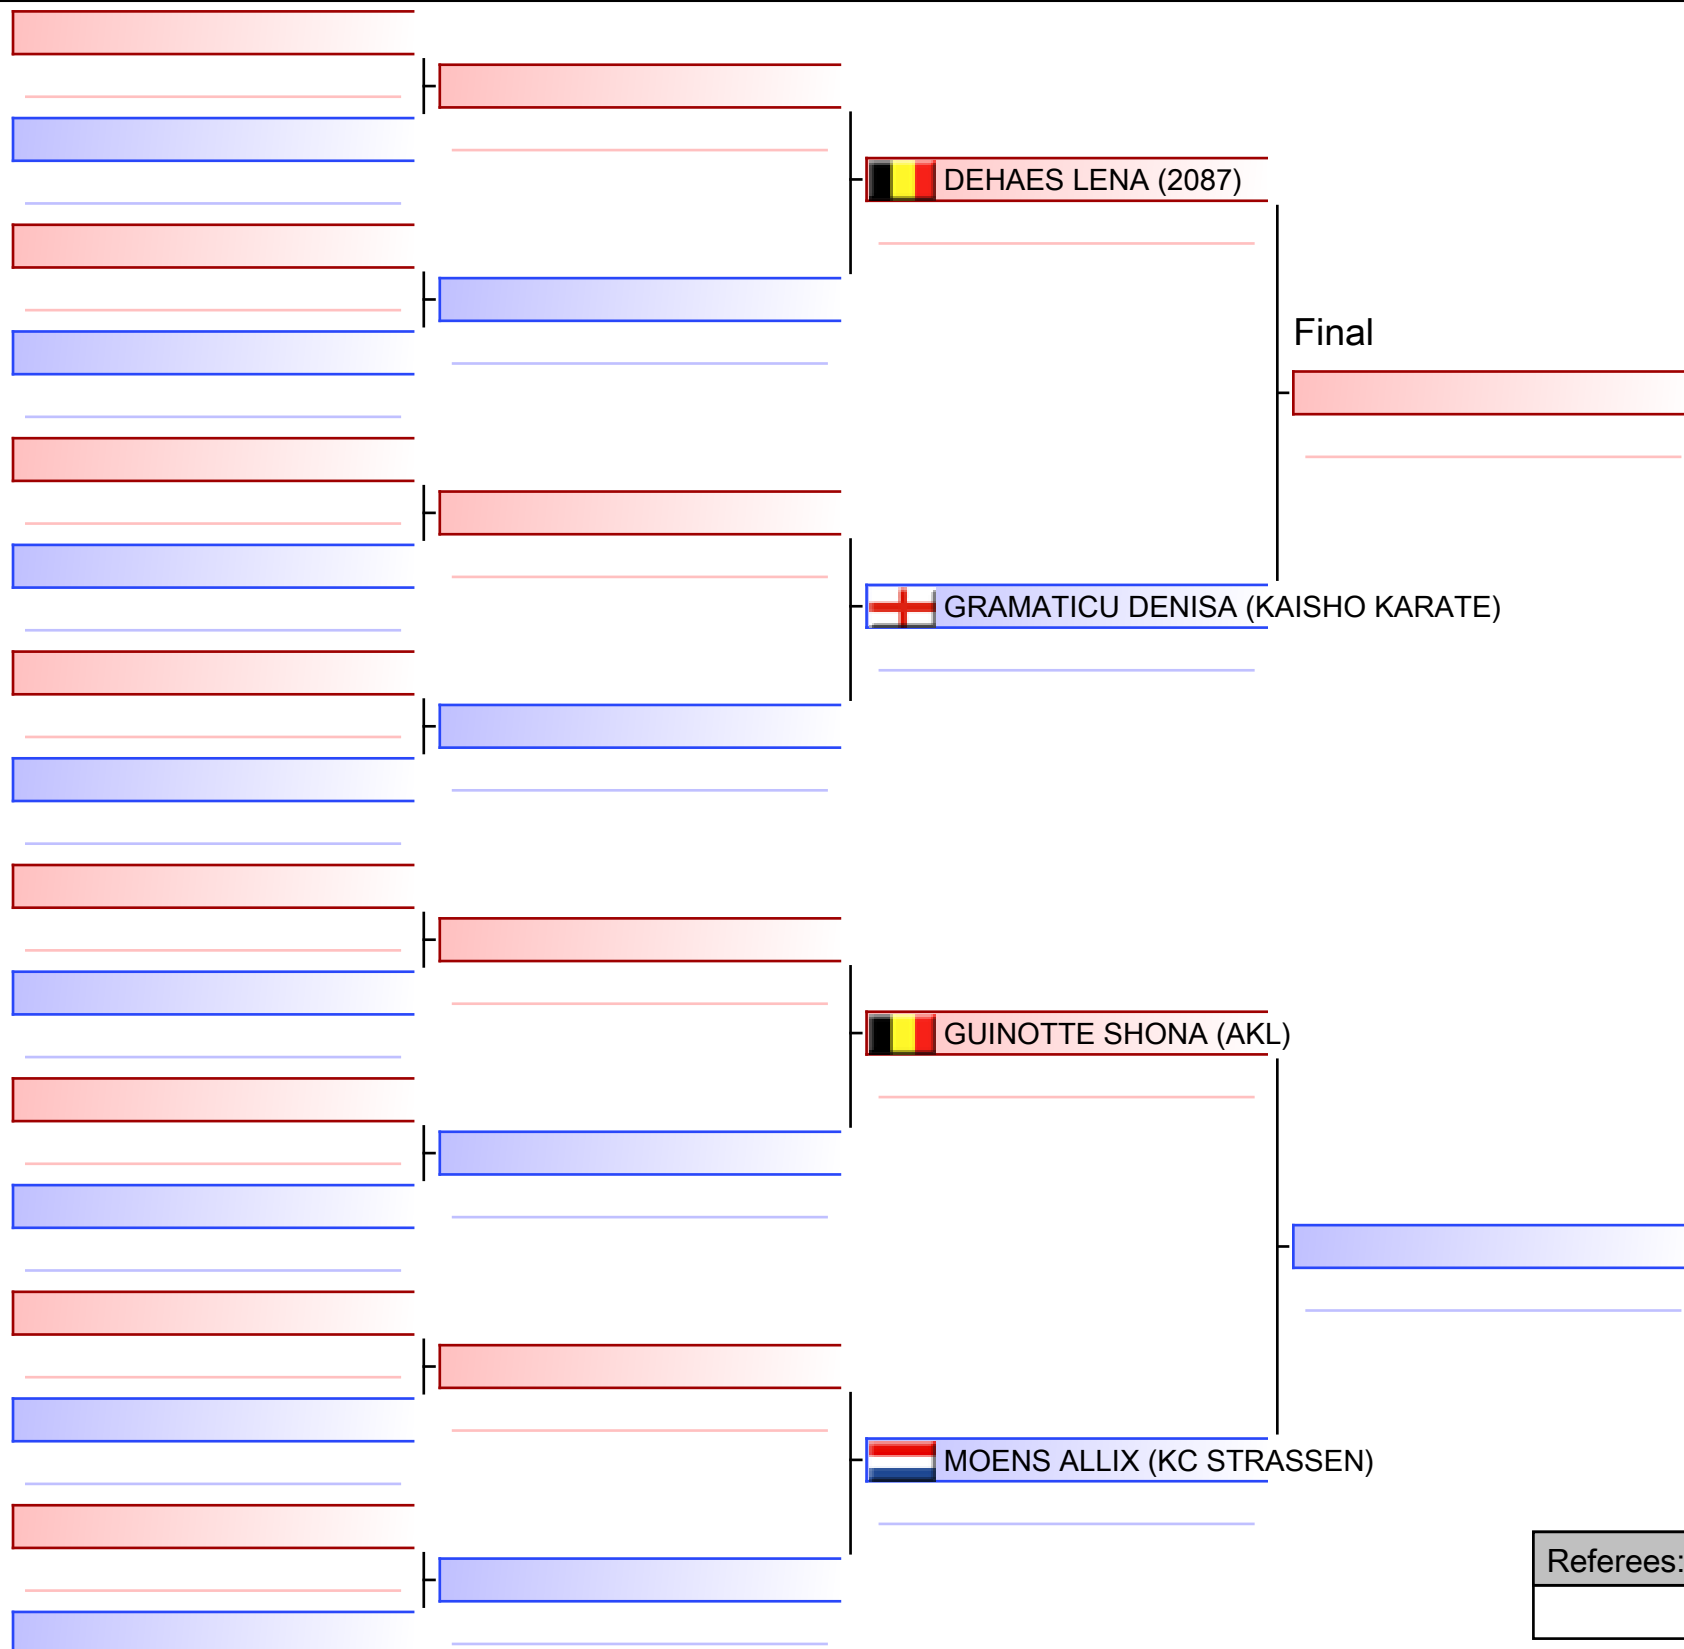 DEHAES LENA (2087)
Final
GRAMATICU DENISA (KAISHO KARATE)
GUINOTTE SHONA (AKL)
MOENS ALLIX (KC STRASSEN)
Referees: